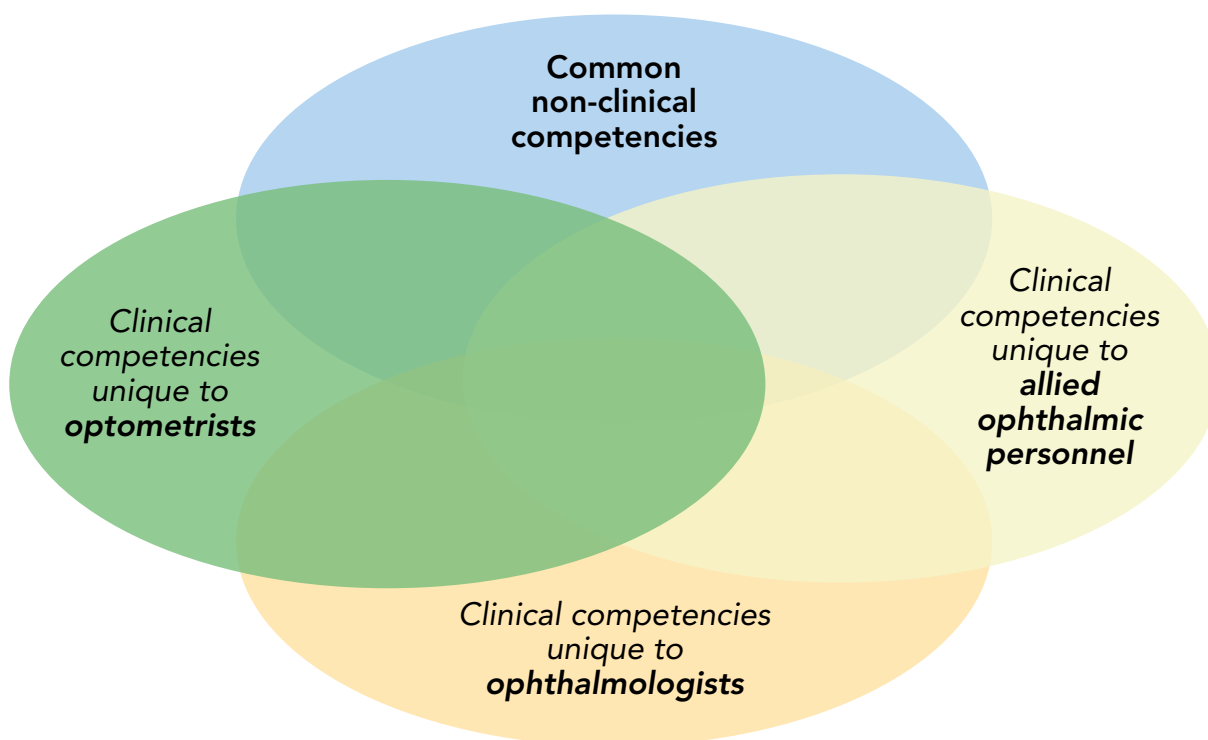 Common
non-clinical
competencies
Clinical
competencies
unique to
optometrists
Clinical
competencies
unique to
allied
ophthalmic
personnel
Clinical competencies
unique to
ophthalmologists